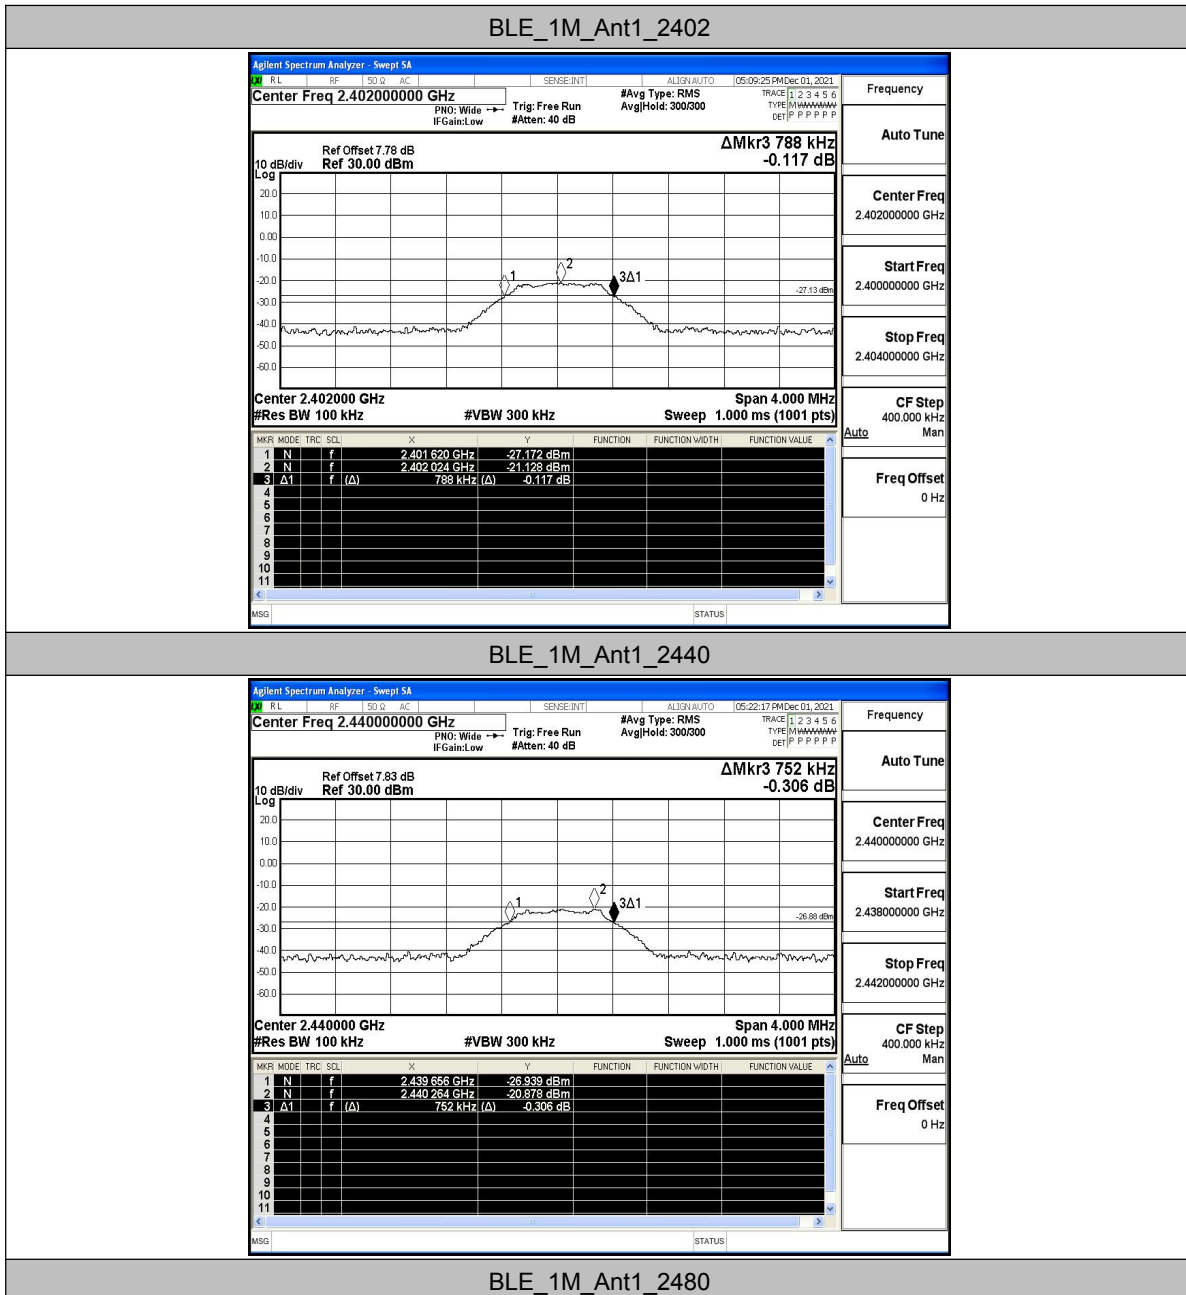 BLE_1M_Ant1_2402
Agilent Spectrum Analyzer - Swept SA
LXI RL RF 50 Ω AC SENSE:INT ALIGN AUTO 05:09:25 PM Dec 01, 2021
Center Freq 2.402000000 GHz
PNO: Wide
IFGain:Low
Trig: Free Run
#Atten: 40 dB
#Avg Type: RMS
Avg|Hold: 300/300
TRACE 1 2 3 4 5 6
TYPE M
DET P P P P P P
Frequency
Auto Tune
Center Freq
2.402000000 GHz
Start Freq
2.400000000 GHz
Stop Freq
2.404000000 GHz
CF Step
400.000 kHz
Auto Man
Freq Offset
0 Hz
ΔMkr3 788 kHz
-0.117 dB
Ref Offset 7.78 dB
10 dB/div Ref 30.00 dBm
Log
20.0
10.0
0.00
-10.0
-20.0
-30.0
-40.0
-50.0
-60.0
1
2
3Δ1
-27.13 dBm
Center 2.402000 GHz Span 4.000 MHz
#Res BW 100 kHz #VBW 300 kHz Sweep 1.000 ms (1001 pts)
MKR MODE TRC SCL X Y FUNCTION FUNCTION WIDTH FUNCTION VALUE
1 N f 2.401 620 GHz -27.172 dBm
2 N f 2.402 024 GHz -21.128 dBm
3 Δ1 f (Δ) 788 kHz (Δ) -0.117 dB
4
5
6
7
8
9
10
11
MSG STATUS
BLE_1M_Ant1_2440
Agilent Spectrum Analyzer - Swept SA
LXI RL RF 50 Ω AC SENSE:INT ALIGN AUTO 05:22:17 PM Dec 01, 2021
Center Freq 2.440000000 GHz
PNO: Wide
IFGain:Low
Trig: Free Run
#Atten: 40 dB
#Avg Type: RMS
Avg|Hold: 300/300
TRACE 1 2 3 4 5 6
TYPE M
DET P P P P P P
Frequency
Auto Tune
Center Freq
2.440000000 GHz
Start Freq
2.438000000 GHz
Stop Freq
2.442000000 GHz
CF Step
400.000 kHz
Auto Man
Freq Offset
0 Hz
ΔMkr3 752 kHz
-0.306 dB
Ref Offset 7.83 dB
10 dB/div Ref 30.00 dBm
Log
20.0
10.0
0.00
-10.0
-20.0
-30.0
-40.0
-50.0
-60.0
1
2
3Δ1
-26.88 dBm
Center 2.440000 GHz Span 4.000 MHz
#Res BW 100 kHz #VBW 300 kHz Sweep 1.000 ms (1001 pts)
MKR MODE TRC SCL X Y FUNCTION FUNCTION WIDTH FUNCTION VALUE
1 N f 2.439 656 GHz -26.939 dBm
2 N f 2.440 264 GHz -20.878 dBm
3 Δ1 f (Δ) 752 kHz (Δ) -0.306 dB
4
5
6
7
8
9
10
11
MSG STATUS
BLE_1M_Ant1_2480